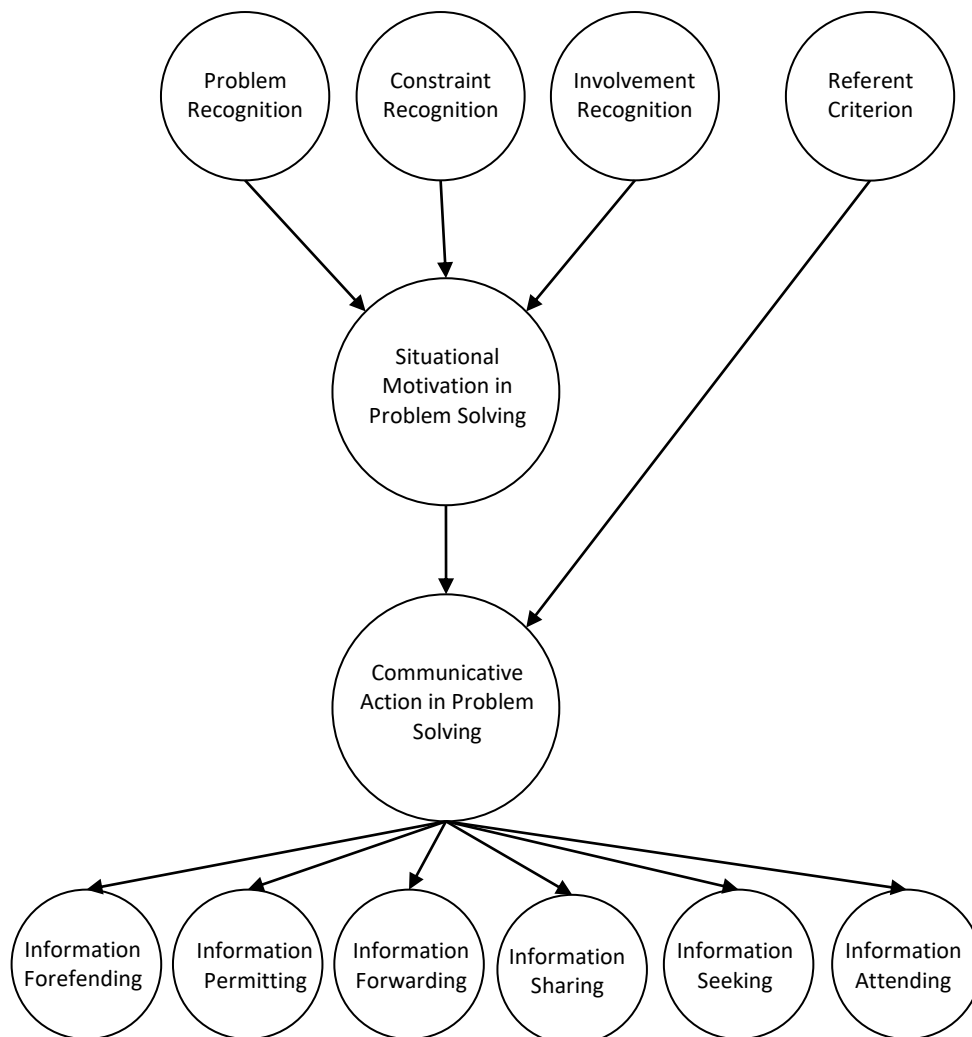 Problem
Recognition
Constraint
Recognition
Involvement
Recognition
Referent
Criterion
Situational
Motivation in
Problem Solving
Communicative
Action in Problem
Solving
Information
Forefending
Information
Permitting
Information
Forwarding
Information
Sharing
Information
Seeking
Information
Attending